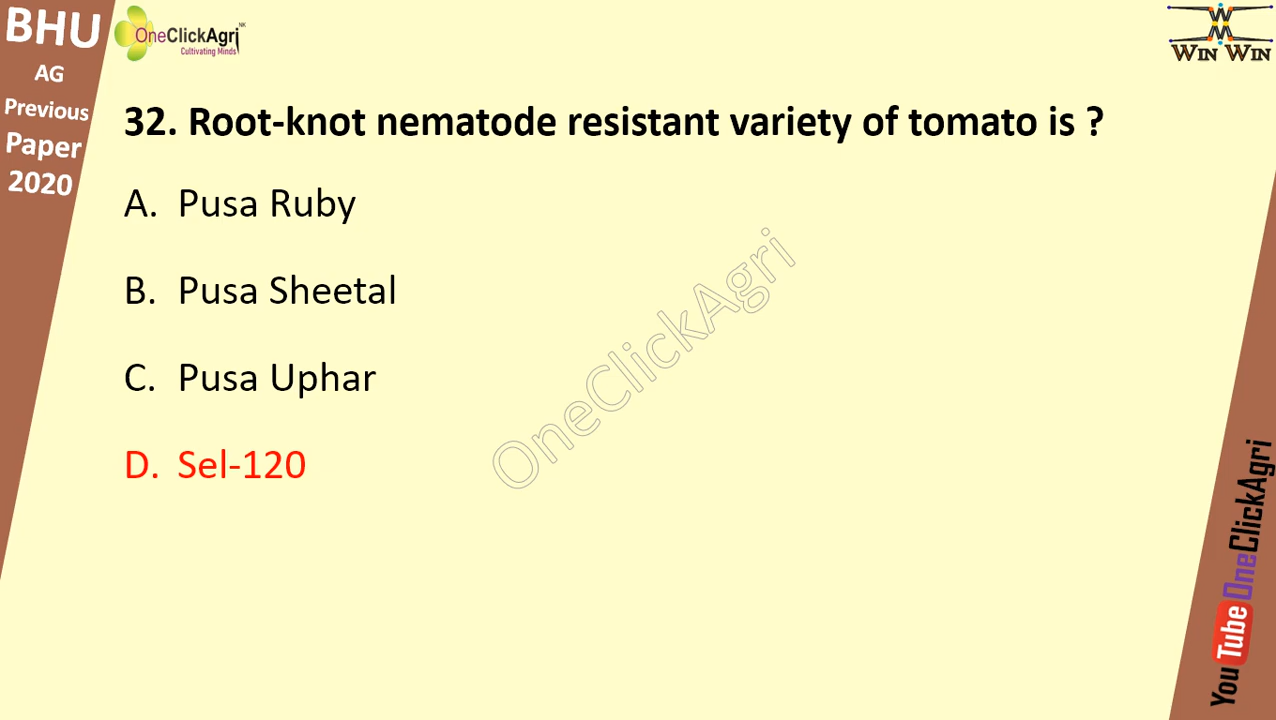 BHU
AG
Previous
Paper
2020
OneClickAgri NK
Cultivating Minds
WIN WIN
32. Root-knot nematode resistant variety of tomato is ?
A. Pusa Ruby
B. Pusa Sheetal
C. Pusa Uphar
D. Sel-120
OneClickAgri
YouTube OneClickAgri